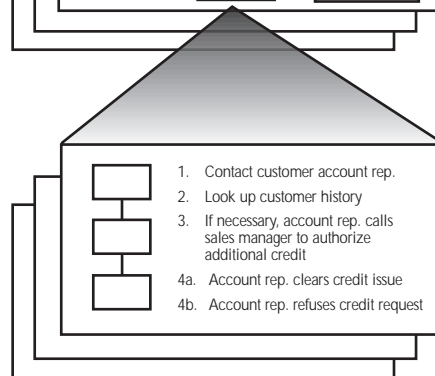 1. Contact customer account rep.
2. Look up customer history
3. If necessary, account rep. calls
sales manager to authorize
additional credit
4a. Account rep. clears credit issue
4b. Account rep. refuses credit request